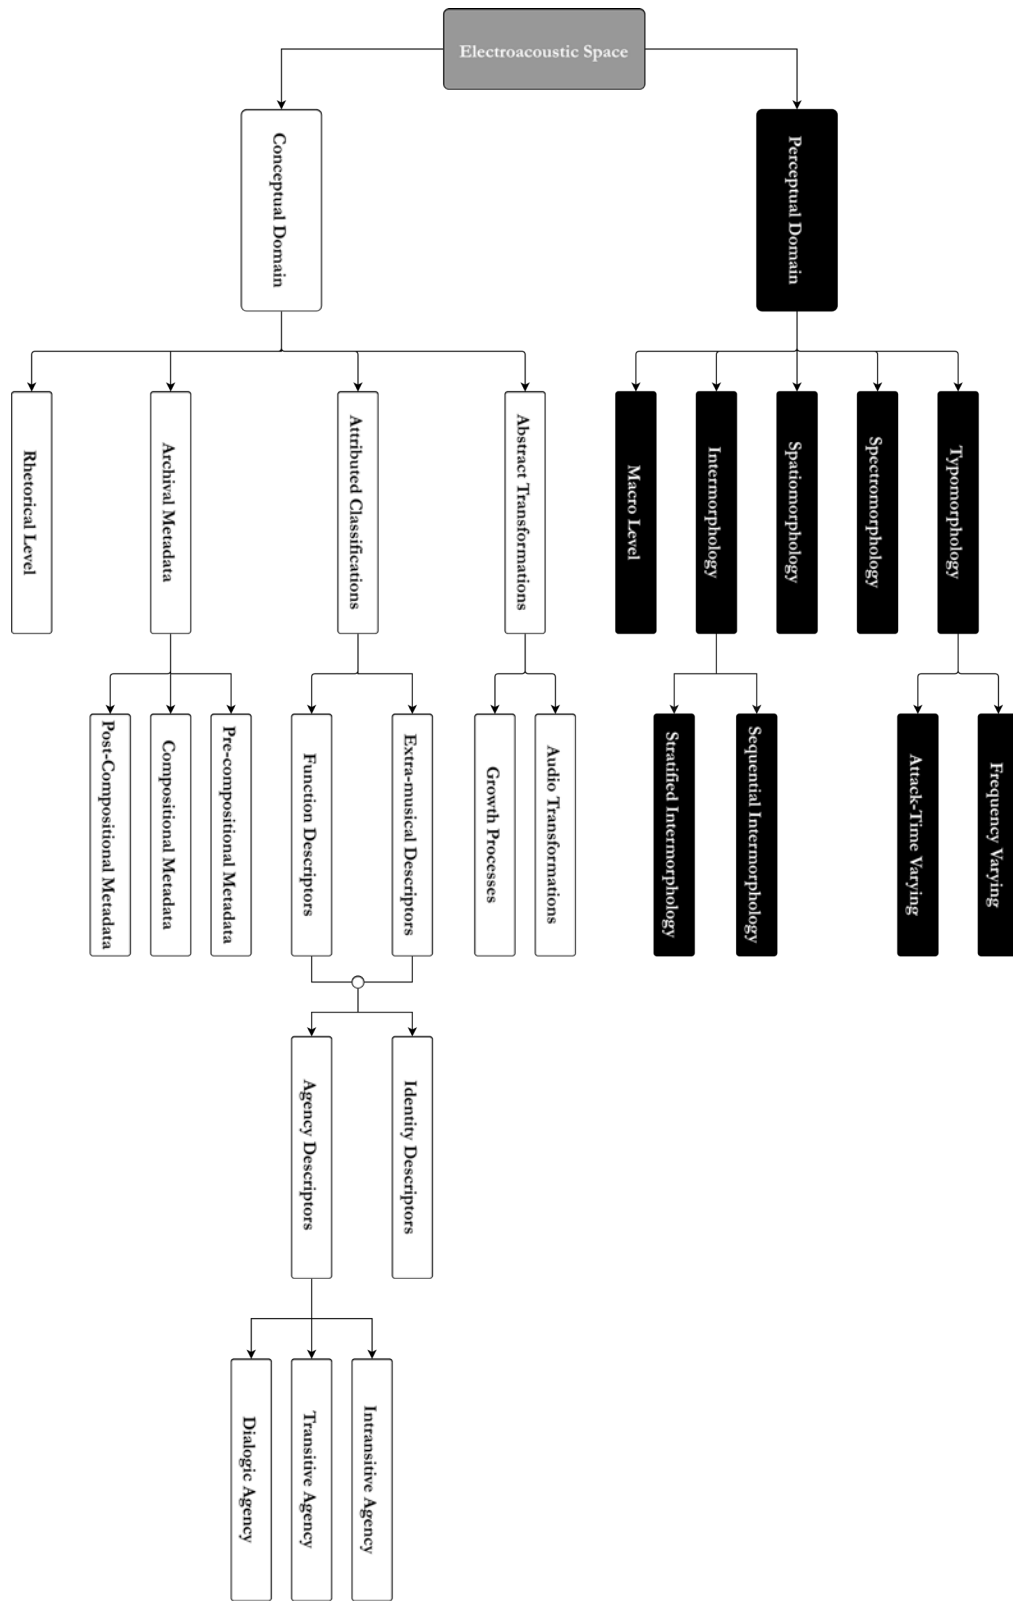 Electroacoustic Space
Conceptual Domain
Perceptual Domain
Rhetorical Level
Archival Metadata
Attributed Classifications
Abstract Transformations
Macro Level
Intermorphology
Spatiomorphology
Spectromorphology
Typomorphology
Post-Compositional Metadata
Compositional Metadata
Pre-compositional Metadata
Function Descriptors
Extra-musical Descriptors
Growth Processes
Audio Transformations
Stratified Intermorphology
Sequential Intermorphology
Attack-Time Varying
Frequency Varying
Agency Descriptors
Identity Descriptors
Dialogic Agency
Transitive Agency
Intransitive Agency